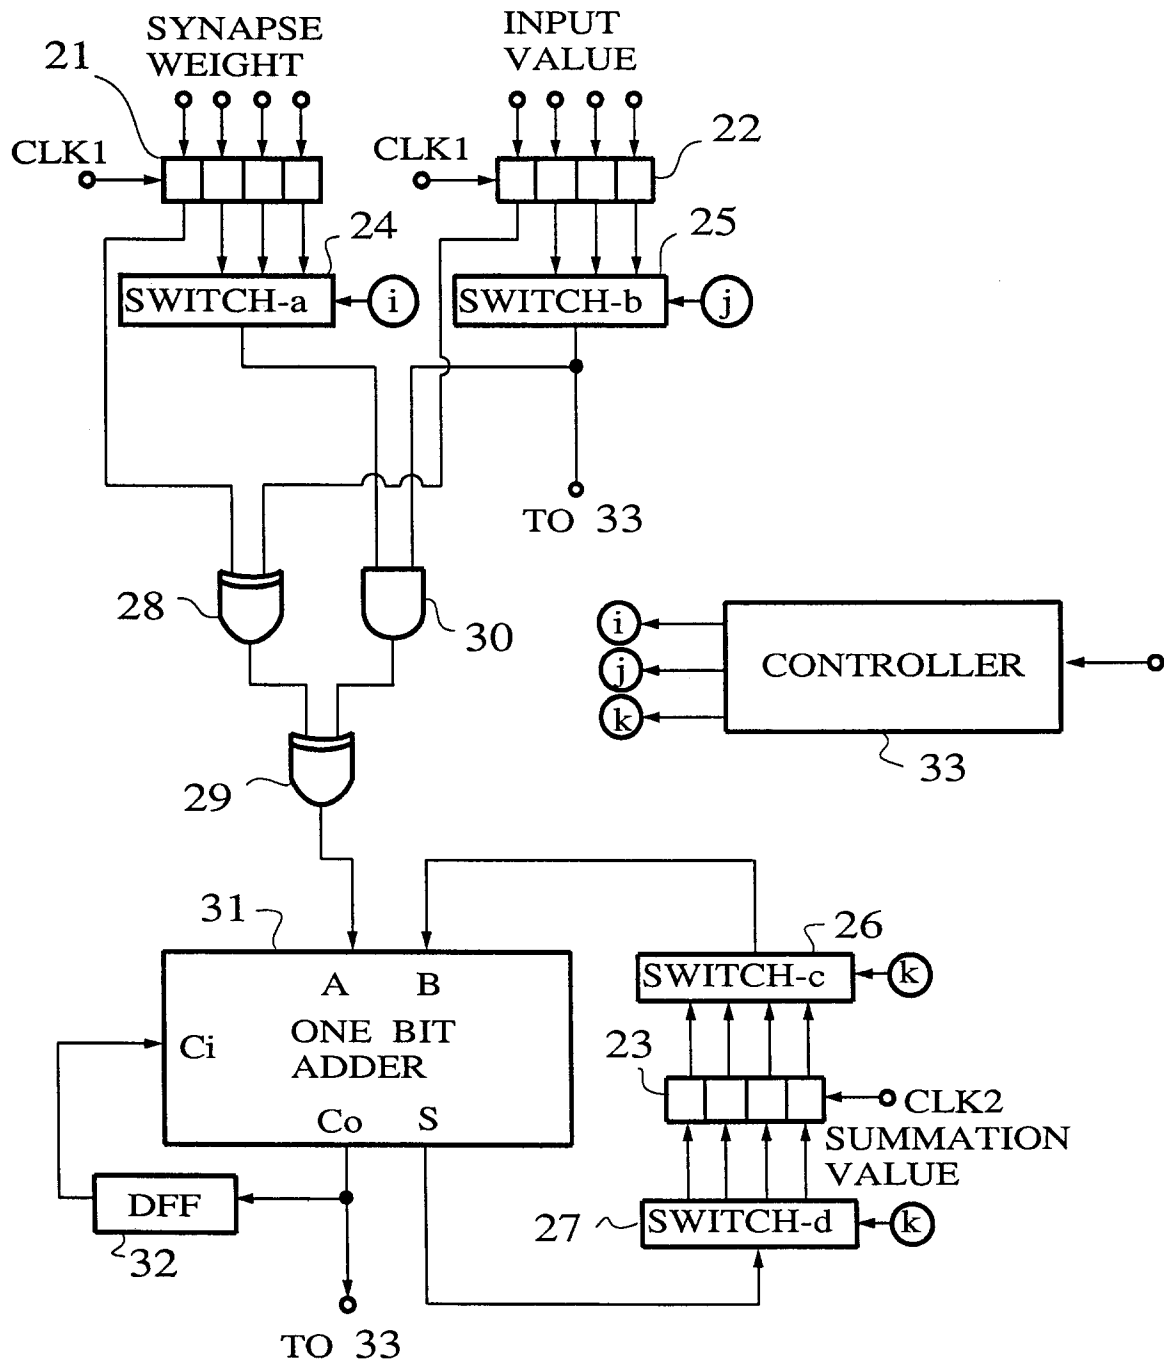 SYNAPSE
WEIGHT
INPUT
VALUE
21
22
CLK1
CLK1
24
25
SWITCH-a
i
SWITCH-b
j
TO 33
28
30
i
j
k
CONTROLLER
33
29
31
26
SWITCH-c
k
A B
Ci
ONE BIT
ADDER
23
CLK2
Co S
SUMMATION
VALUE
DFF
32
27
SWITCH-d
k
TO 33